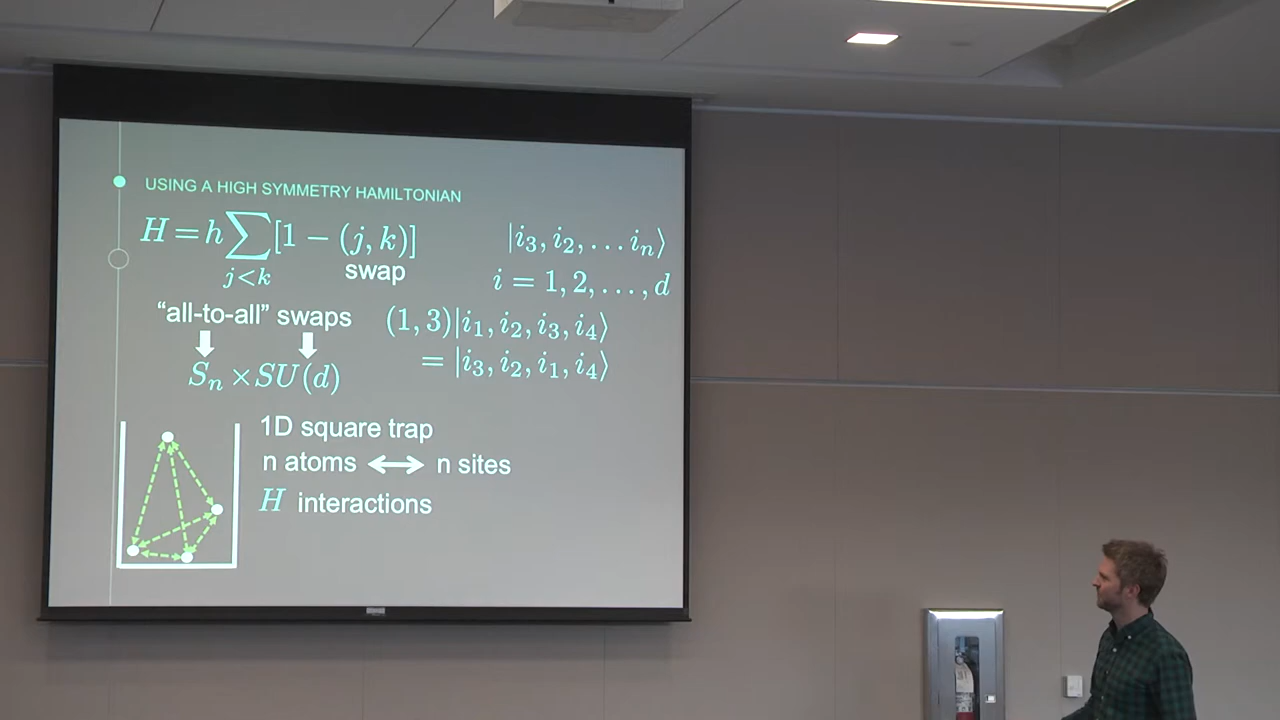 USING A HIGH SYMMETRY HAMILTONIAN
H = h∑[1 − (j, k)]
j<k
swap
|i₃, i₂, … iₙ⟩
i = 1, 2, …, d
“all-to-all” swaps
(1, 3)|i₁, i₂, i₃, i₄⟩
= |i₃, i₂, i₁, i₄⟩
Sₙ × SU(d)
1D square trap
n atoms ⟷ n sites
H interactions